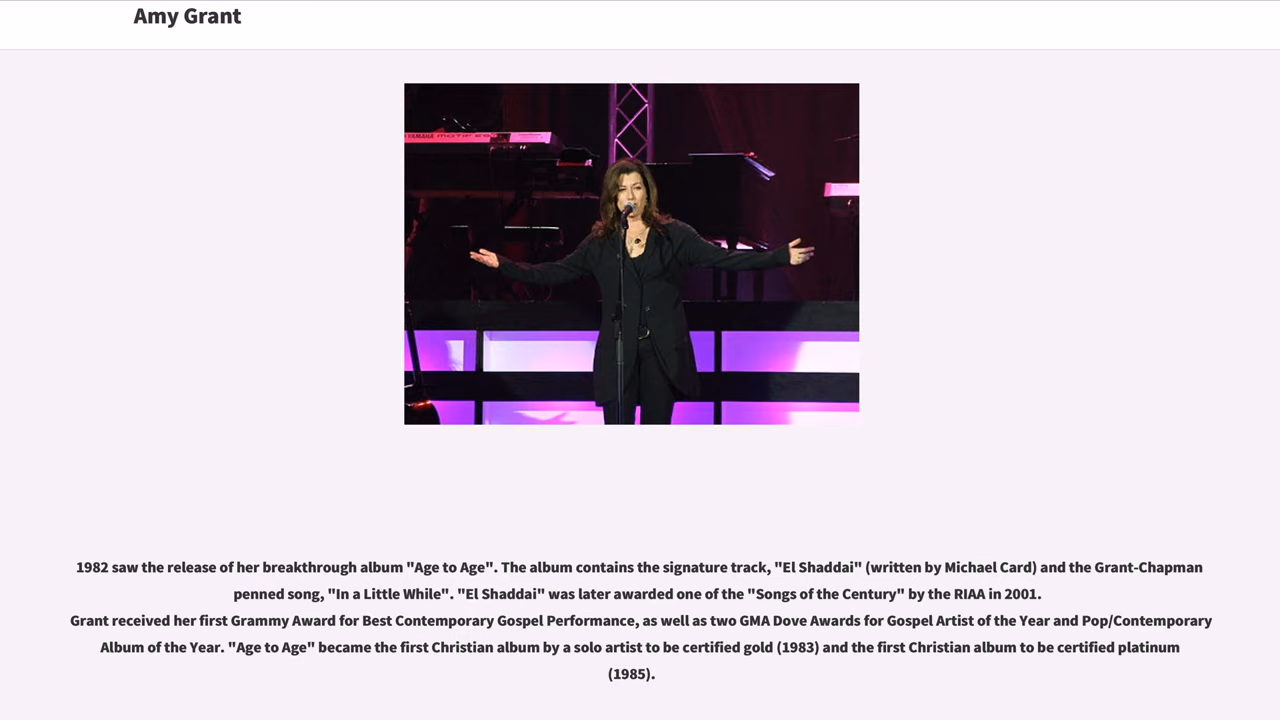 Amy Grant
YAMAHA MOTIF ES
1982 saw the release of her breakthrough album "Age to Age". The album contains the signature track, "El Shaddai" (written by Michael Card) and the Grant-Chapman
penned song, "In a Little While". "El Shaddai" was later awarded one of the "Songs of the Century" by the RIAA in 2001.
Grant received her first Grammy Award for Best Contemporary Gospel Performance, as well as two GMA Dove Awards for Gospel Artist of the Year and Pop/Contemporary
Album of the Year. "Age to Age" became the first Christian album by a solo artist to be certified gold (1983) and the first Christian album to be certified platinum
(1985).